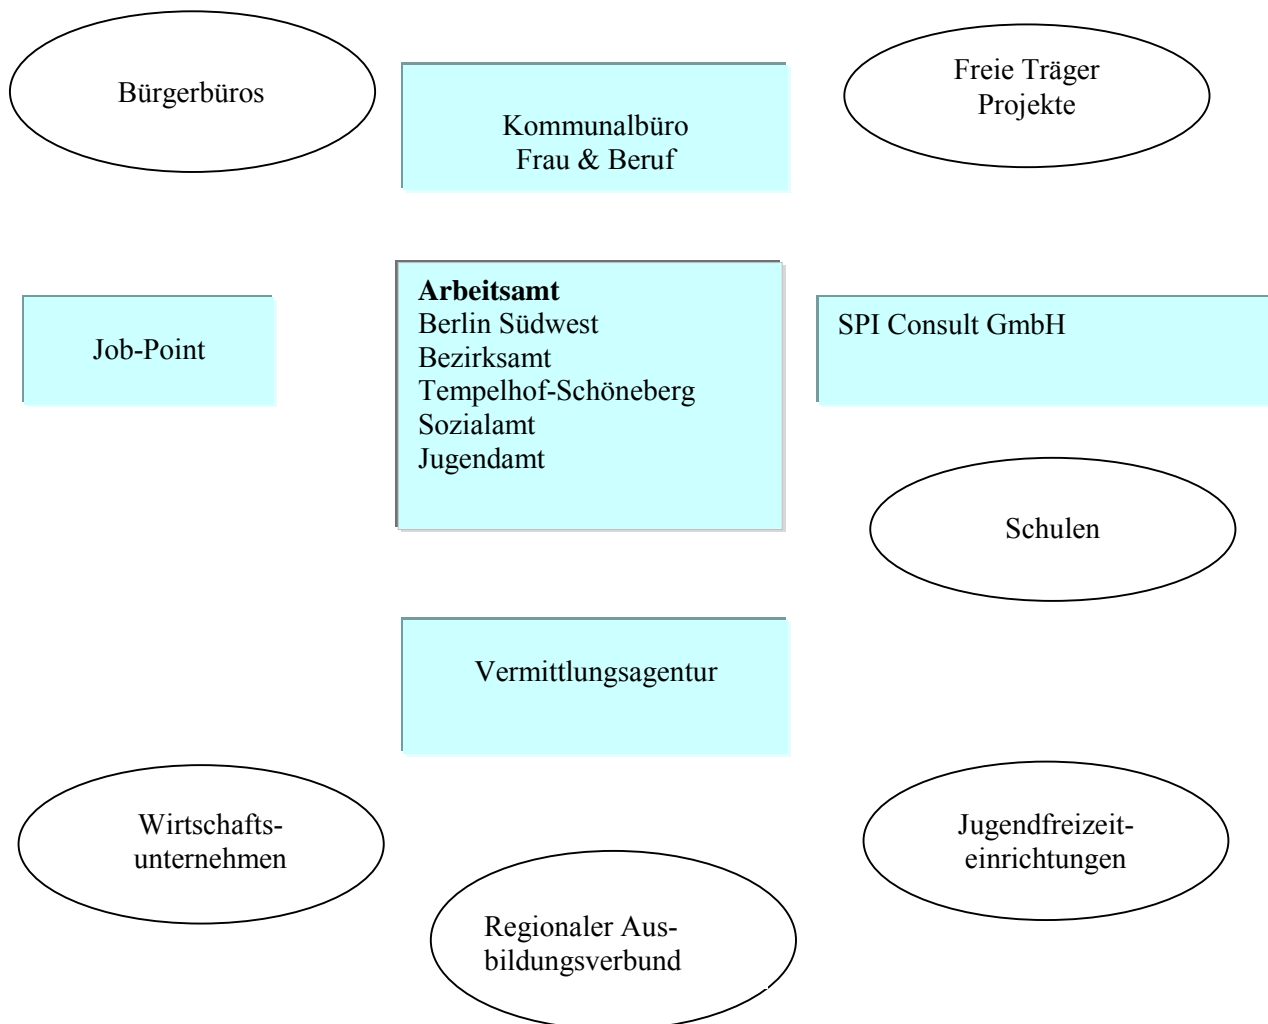 Bürgerbüros
Kommunalbüro
Frau & Beruf
Freie Träger
Projekte
Job-Point
Arbeitsamt
Berlin Südwest
Bezirksamt
Tempelhof-Schöneberg
Sozialamt
Jugendamt
SPI Consult GmbH
Schulen
Vermittlungsagentur
Wirtschafts-
unternehmen
Regionaler Aus-
bildungsverbund
Jugendfreizeit-
einrichtungen